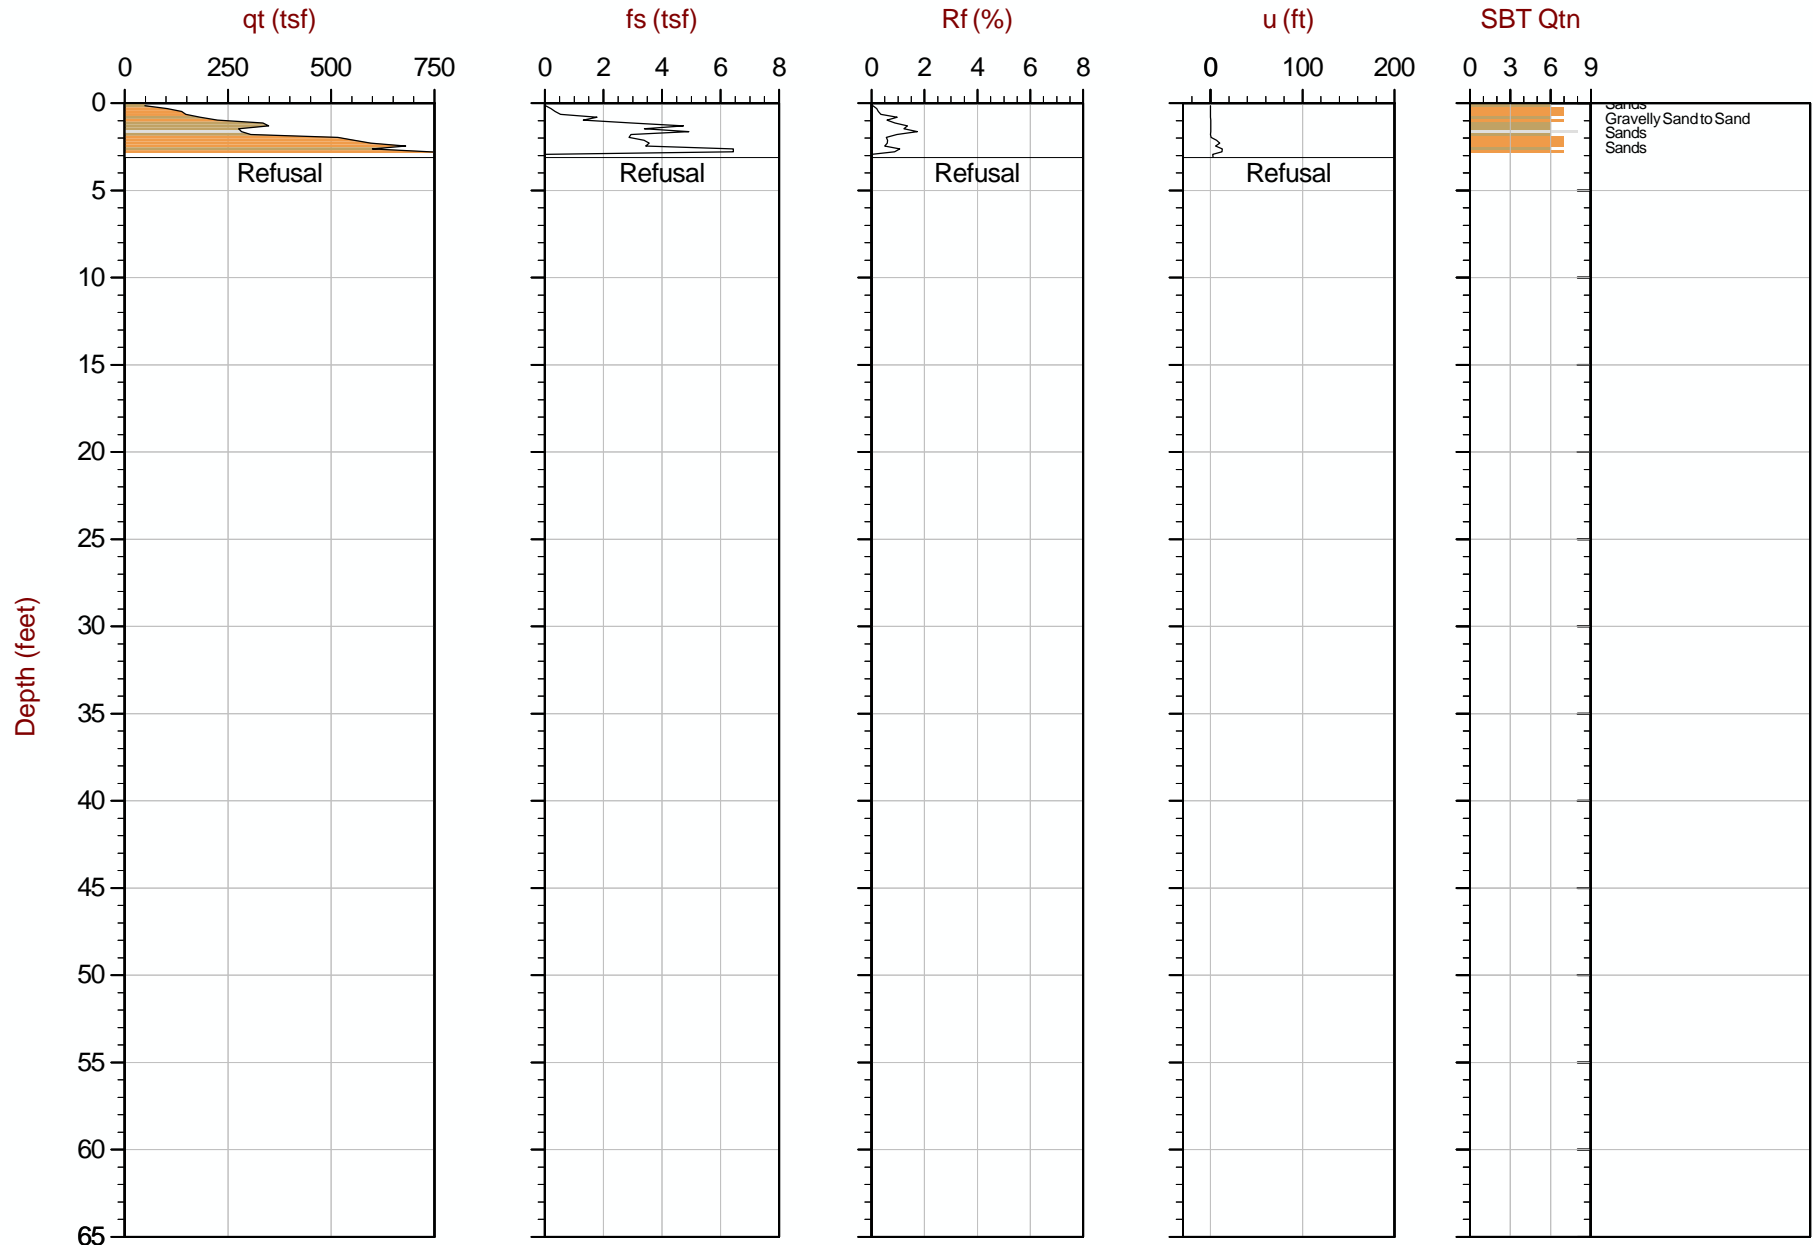 qt (tsf) fs (tsf) Rf (%) u (ft) SBT Qtn
0 250 500 750 0 2 4 6 8 0 2 4 6 8 0 100 200 0 3 6 9
0
Sands
Gravelly Sand to Sand
Sands
Sands
Refusal Refusal Refusal Refusal
5
10
15
20
25
30
35
40
45
50
55
60
65
Depth (feet)